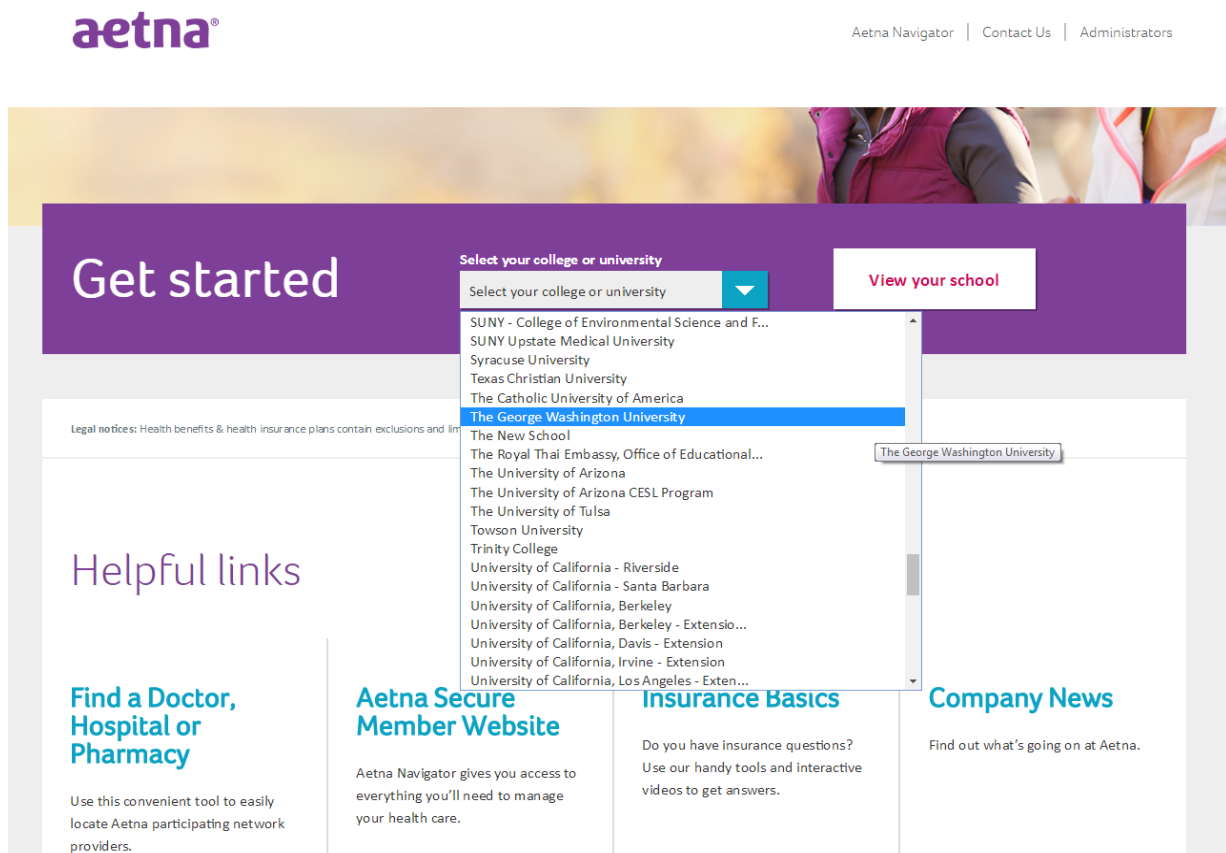 aetna®
Aetna Navigator | Contact Us | Administrators
Get started
Select your college or university
Select your college or university
View your school
SUNY - College of Environmental Science and F...
SUNY Upstate Medical University
Syracuse University
Texas Christian University
The Catholic University of America
The George Washington University
The New School
The Royal Thai Embassy, Office of Educational...
The University of Arizona
The University of Arizona CESL Program
The University of Tulsa
Towson University
Trinity College
University of California - Riverside
University of California - Santa Barbara
University of California, Berkeley
University of California, Berkeley - Extensio...
University of California, Davis - Extension
University of California, Irvine - Extension
University of California, Los Angeles - Exten...
The George Washington University
Legal notices: Health benefits & health insurance plans contain exclusions and lim
Helpful links
Find a Doctor,
Hospital or
Pharmacy
Use this convenient tool to easily
locate Aetna participating network
providers.
Aetna Secure
Member Website
Aetna Navigator gives you access to
everything you'll need to manage
your health care.
Insurance Basics
Do you have insurance questions?
Use our handy tools and interactive
videos to get answers.
Company News
Find out what's going on at Aetna.